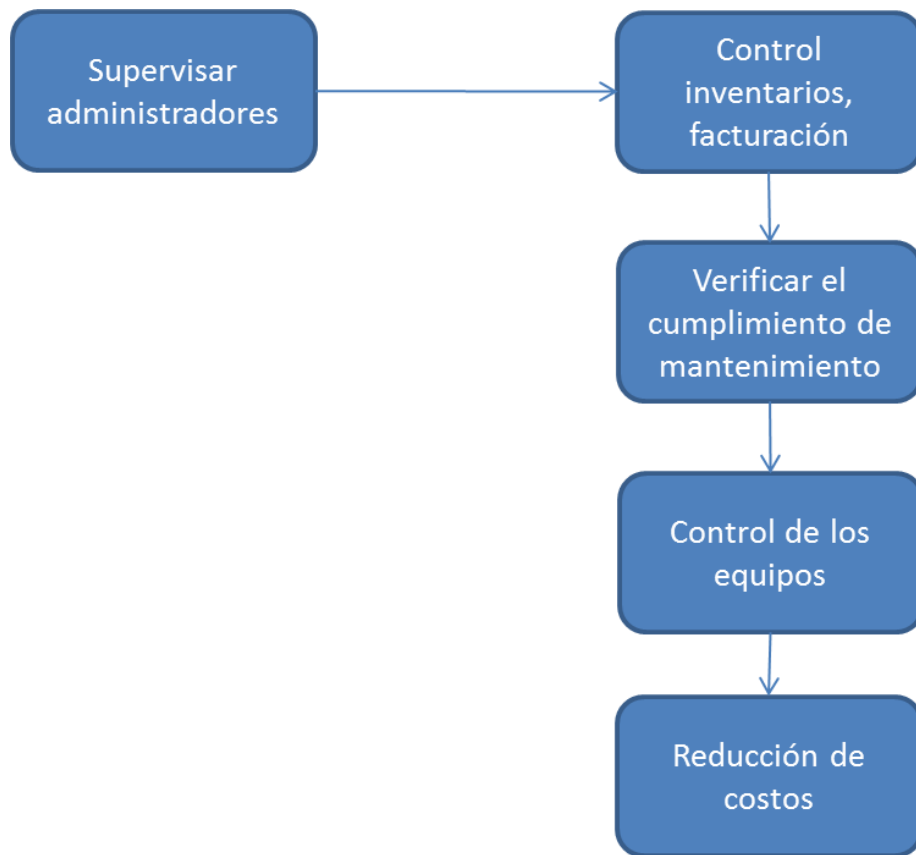 Supervisar
administradores
Control
inventarios,
facturación
Verificar el
cumplimiento de
mantenimiento
Control de los
equipos
Reducción de
costos